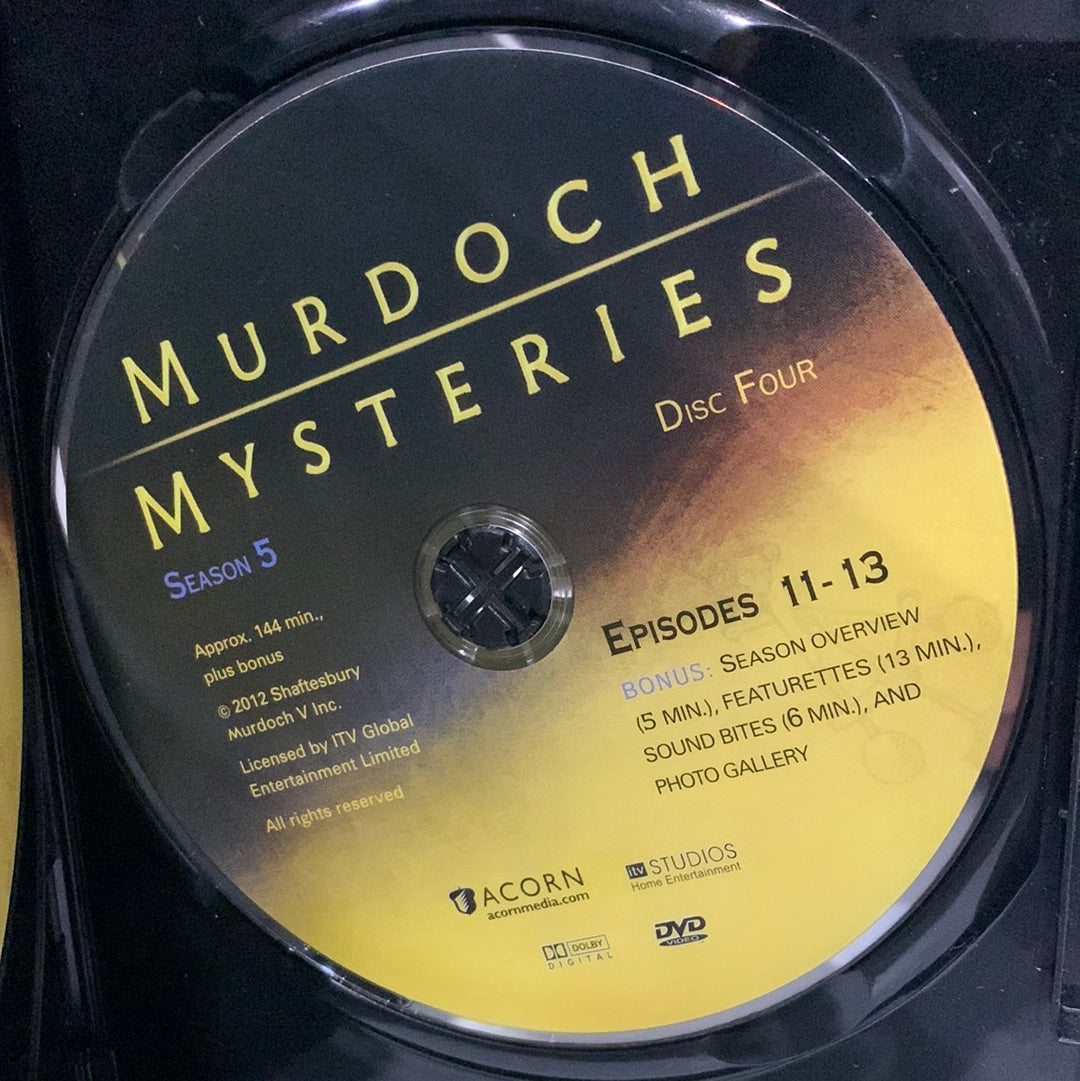 MURDOCH
MYSTERIES
DISC FOUR
SEASON 5
Approx. 144 min.,
plus bonus
© 2012 Shaftesbury
Murdoch V Inc.
Licensed by ITV Global
Entertainment Limited
All rights reserved
EPISODES 11-13
BONUS: SEASON OVERVIEW
(5 MIN.), FEATURETTES (13 MIN.),
SOUND BITES (6 MIN.), AND
PHOTO GALLERY
ACORN
acornmedia.com
itv STUDIOS
Home Entertainment
DOLBY
DIGITAL
DVD
VIDEO